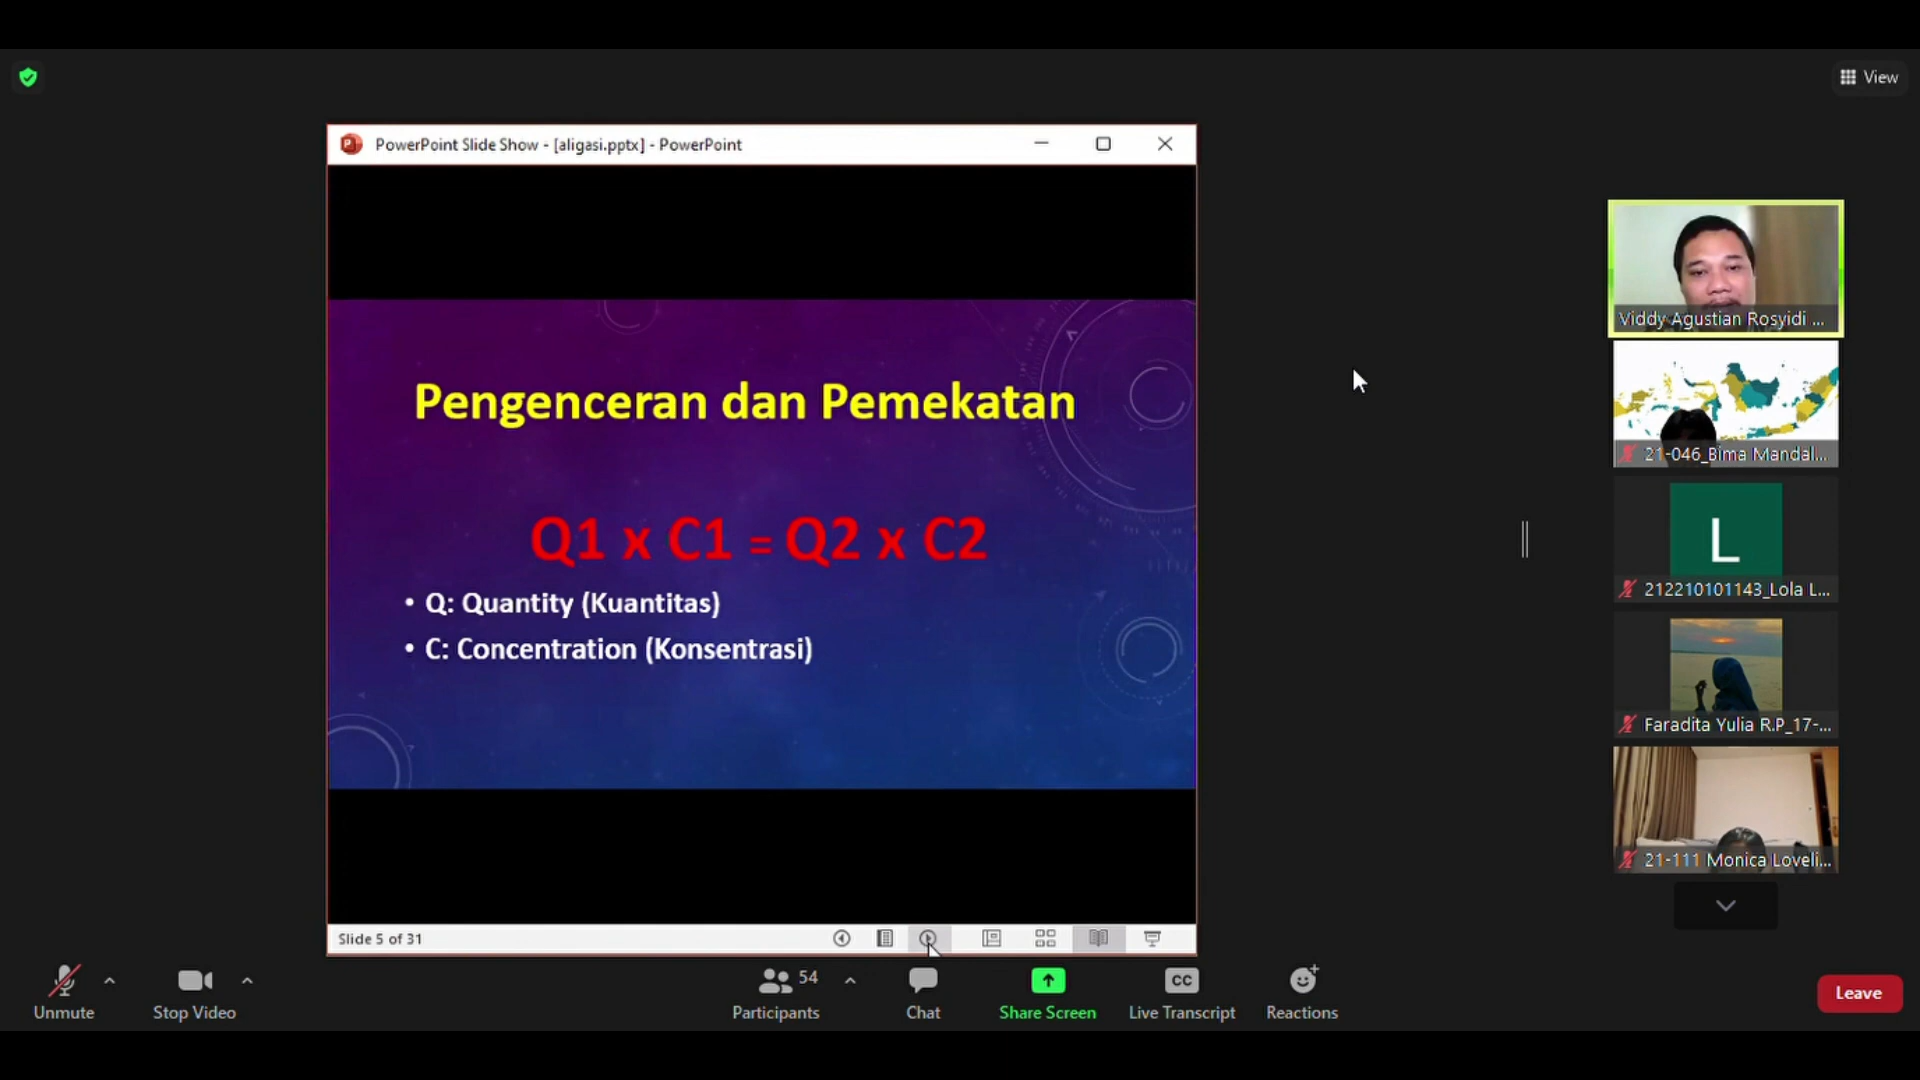 View
PowerPoint Slide Show - [aligasi.pptx] - PowerPoint
Pengenceran dan Pemekatan
Q1 x C1 = Q2 x C2
• Q: Quantity (Kuantitas)
• C: Concentration (Konsentrasi)
Slide 5 of 31
Viddy Agustian Rosyidi ...
21-046_Bima Mandal...
L
212210101143_Lola L...
Faradita Yulia R.P_17-...
21-111 Monica Loveli...
Unmute
Stop Video
54
Participants
Chat
Share Screen
CC
Live Transcript
Reactions
Leave